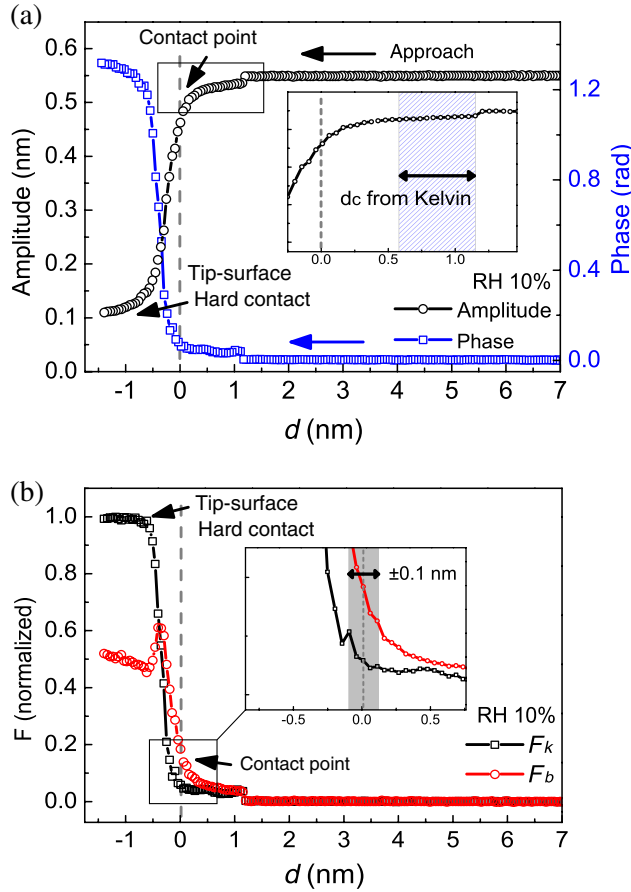 (a)
0.6
0.5
0.4
0.3
0.2
0.1
0.0
Amplitude (nm)
Contact point
Approach
dc from Kelvin
0.0 0.5 1.0
Tip-surface
Hard contact
RH 10%
Amplitude
Phase
1.2
0.8
0.4
0.0
Phase (rad)
-1 0 1 2 3 4 5 6 7
d (nm)
(b)
1.0
0.8
0.6
0.4
0.2
0.0
F (normalized)
Tip-surface
Hard contact
±0.1 nm
-0.5 0.0 0.5
Contact point
RH 10%
Fk
Fb
-1 0 1 2 3 4 5 6 7
d (nm)